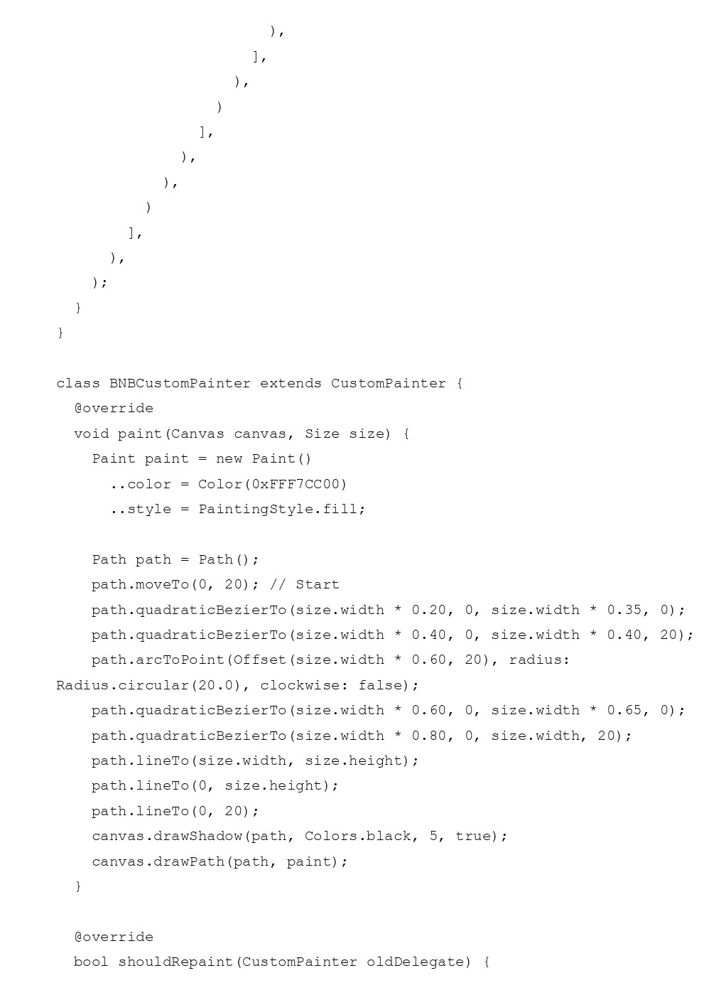 ),
                      ],
                    ),
                  )
                ],
              ),
            ),
          )
        ],
      ),
    );
  }
}

class BNBCustomPainter extends CustomPainter {
  @override
  void paint(Canvas canvas, Size size) {
    Paint paint = new Paint()
      ..color = Color(0xFFF7CC00)
      ..style = PaintingStyle.fill;

    Path path = Path();
    path.moveTo(0, 20); // Start
    path.quadraticBezierTo(size.width * 0.20, 0, size.width * 0.35, 0);
    path.quadraticBezierTo(size.width * 0.40, 0, size.width * 0.40, 20);
    path.arcToPoint(Offset(size.width * 0.60, 20), radius:
Radius.circular(20.0), clockwise: false);
    path.quadraticBezierTo(size.width * 0.60, 0, size.width * 0.65, 0);
    path.quadraticBezierTo(size.width * 0.80, 0, size.width, 20);
    path.lineTo(size.width, size.height);
    path.lineTo(0, size.height);
    path.lineTo(0, 20);
    canvas.drawShadow(path, Colors.black, 5, true);
    canvas.drawPath(path, paint);
  }

  @override
  bool shouldRepaint(CustomPainter oldDelegate) {